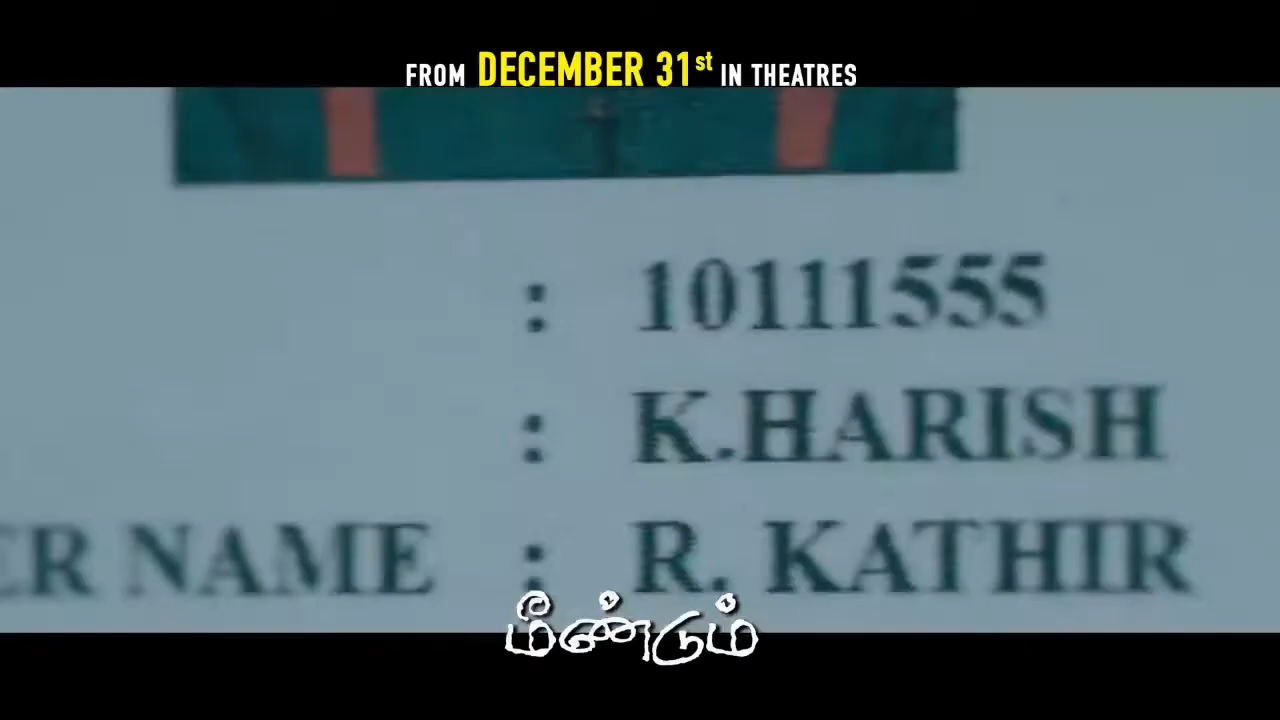 FROM DECEMBER 31st IN THEATRES
: 10111555
: K.HARISH
ER NAME : R. KATHIR
மீண்டும்